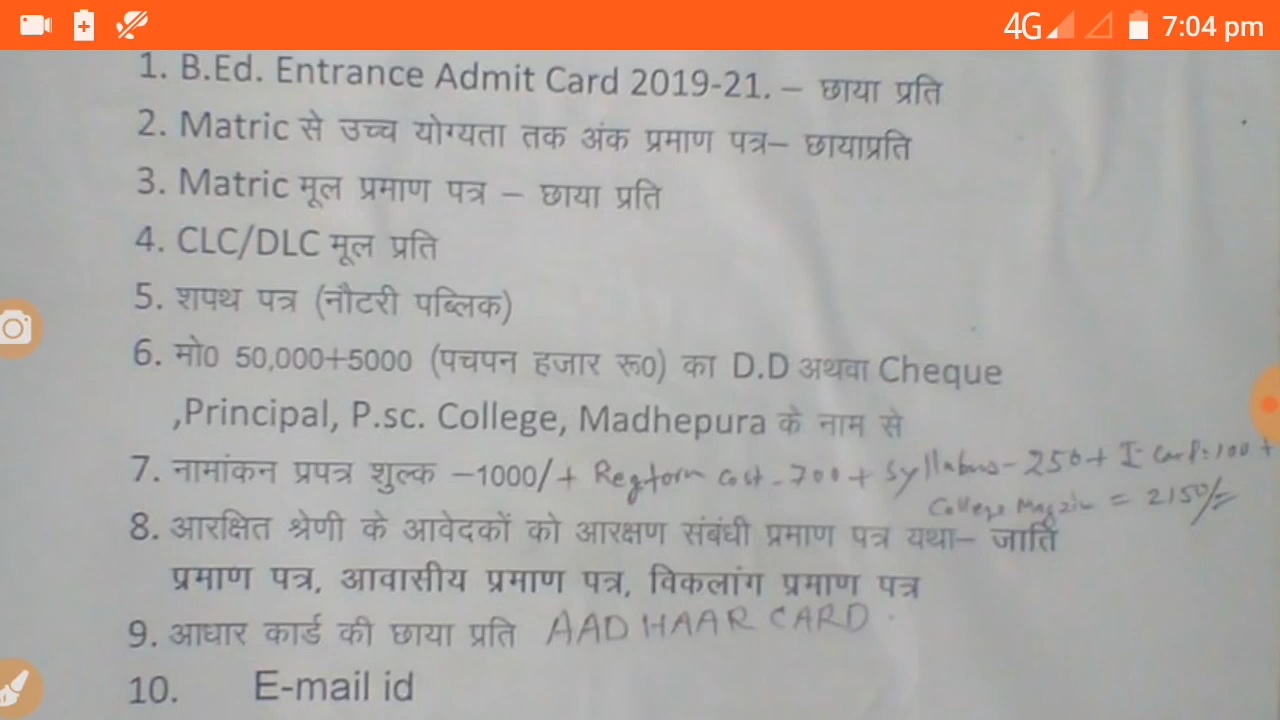 4G 7:04 pm
1. B.Ed. Entrance Admit Card 2019-21. – छाया प्रति
2. Matric से उच्च योग्यता तक अंक प्रमाण पत्र– छायाप्रति
3. Matric मूल प्रमाण पत्र – छाया प्रति
4. CLC/DLC मूल प्रति
5. शपथ पत्र (नौटरी पब्लिक)
6. मो0 50,000+5000 (पचपन हजार रू0) का D.D अथवा Cheque
,Principal, P.sc. College, Madhepura के नाम से
7. नामांकन प्रपत्र शुल्क –1000/+ Reg form cost - 700 + Syllabus - 250 + I card: 100 +
College = 2150/=
8. आरक्षित श्रेणी के आवेदकों को आरक्षण संबंधी प्रमाण पत्र यथा– जाति
प्रमाण पत्र, आवासीय प्रमाण पत्र, विकलांग प्रमाण पत्र
9. आधार कार्ड की छाया प्रति AADHAAR CARD.
10. E-mail id